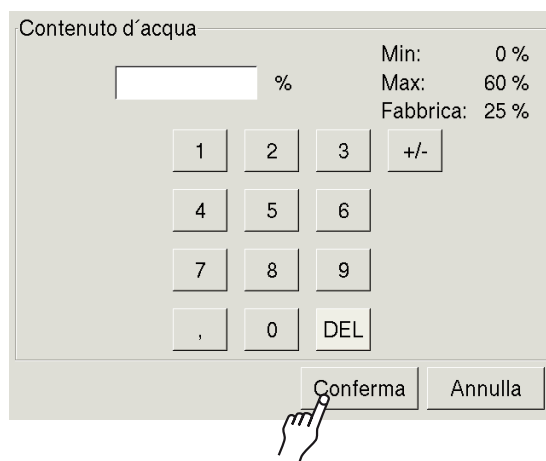 Contenuto d´acqua
Min: 0 %
% Max: 60 %
Fabbrica: 25 %
1 2 3 +/-
4 5 6
7 8 9
, 0 DEL
Conferma Annulla